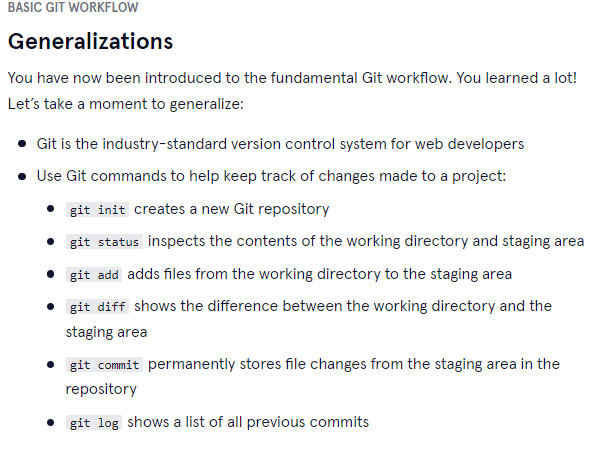 BASIC GIT WORKFLOW
Generalizations
You have now been introduced to the fundamental Git workflow. You learned a lot!
Let's take a moment to generalize:
Git is the industry-standard version control system for web developers
Use Git commands to help keep track of changes made to a project:
git init creates a new Git repository
git status inspects the contents of the working directory and staging area
git add adds files from the working directory to the staging area
git diff shows the difference between the working directory and the
staging area
git commit permanently stores file changes from the staging area in the
repository
git log shows a list of all previous commits